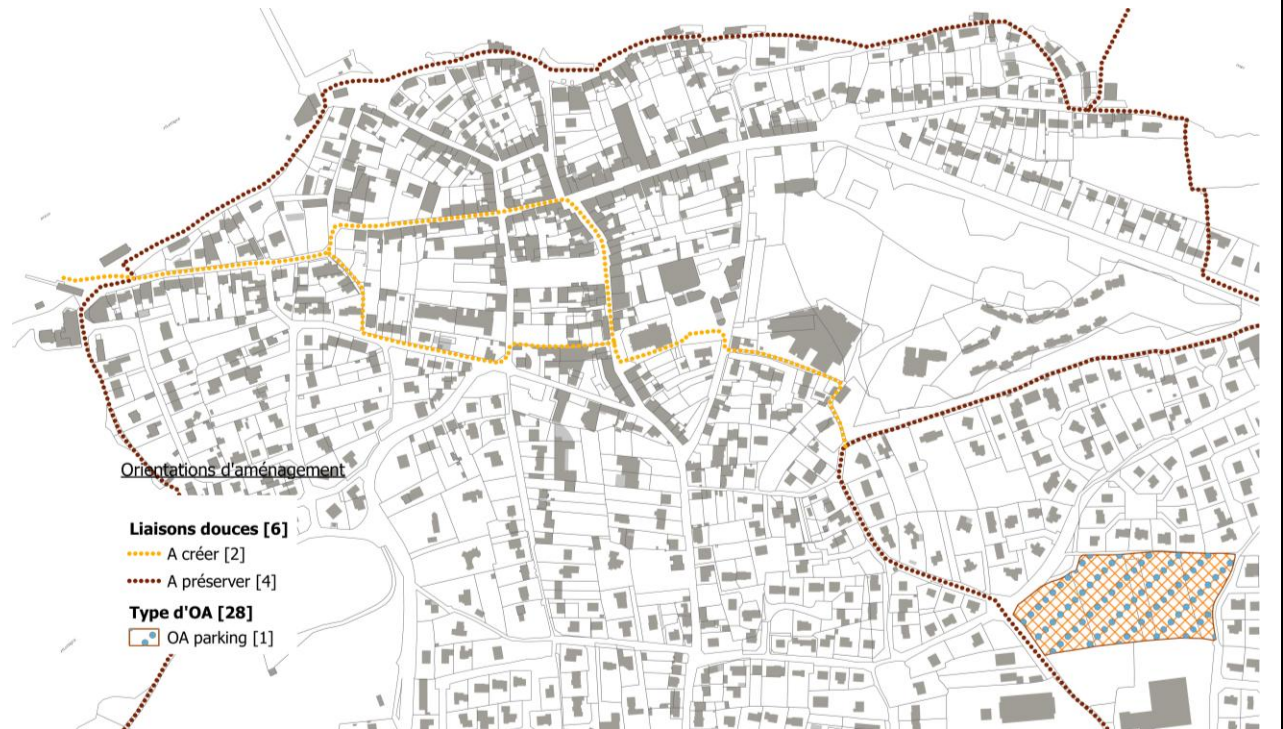 Orientations d'aménagement
Liaisons douces [6]
A créer [2]
A préserver [4]
Type d'OA [28]
OA parking [1]